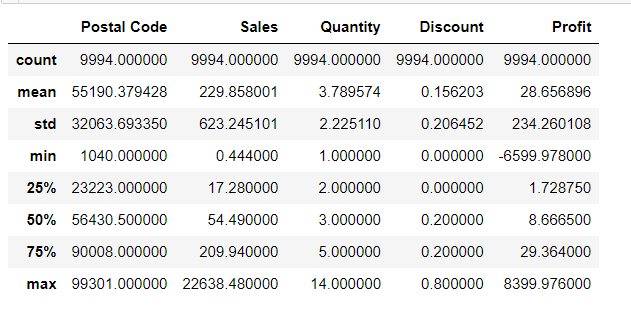 Postal Code Sales Quantity Discount Profit
count 9994.000000 9994.000000 9994.000000 9994.000000 9994.000000
mean 55190.379428 229.858001 3.789574 0.156203 28.656896
std 32063.693350 623.245101 2.225110 0.206452 234.260108
min 1040.000000 0.444000 1.000000 0.000000 -6599.978000
25% 23223.000000 17.280000 2.000000 0.000000 1.728750
50% 56430.500000 54.490000 3.000000 0.200000 8.666500
75% 90008.000000 209.940000 5.000000 0.200000 29.364000
max 99301.000000 22638.480000 14.000000 0.800000 8399.976000